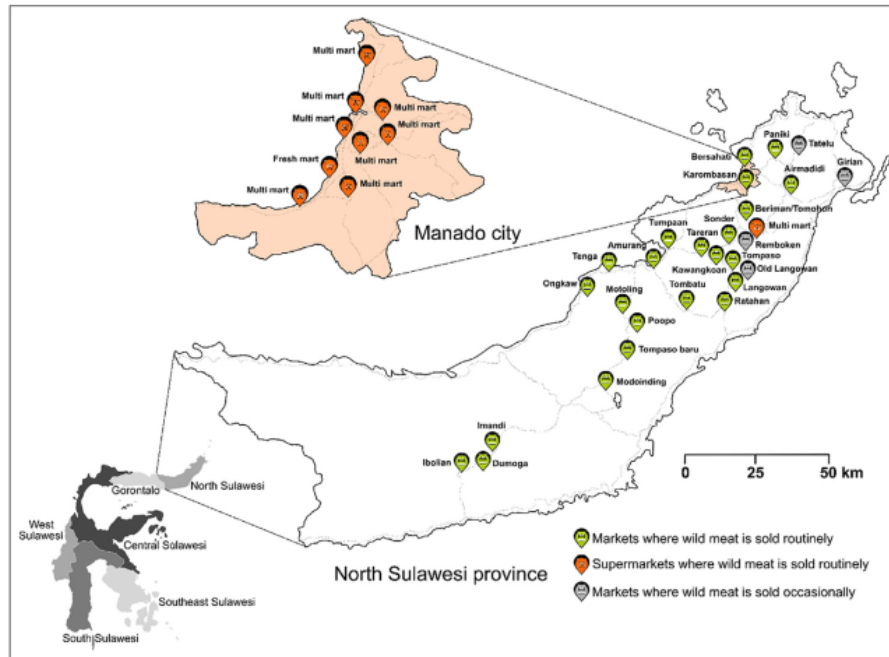 Multi mart
Multi mart
Multi mart
Multi mart
Multi mart
Multi mart
Fresh mart
Multi mart
Multi mart
Manado city
Paniki
Tatelu
Bersahati
Airmadidi
Girian
Karombasan
Beriman/Tomohon
Sonder
Multi mart
Tumpaan
Tareran
Remboken
Amurang
Tompaso
Tenga
Kawangkoan
Old Langowan
Ongkaw
Motoling
Tombatu
Langowan
Ratahan
Poopo
Tompaso baru
Modoinding
Imandi
Ibolian
Dumoga
0 25 50 km
Gorontalo
North Sulawesi
West
Sulawesi
Central Sulawesi
Southeast Sulawesi
South Sulawesi
North Sulawesi province
Markets where wild meat is sold routinely
Supermarkets where wild meat is sold routinely
Markets where wild meat is sold occasionally